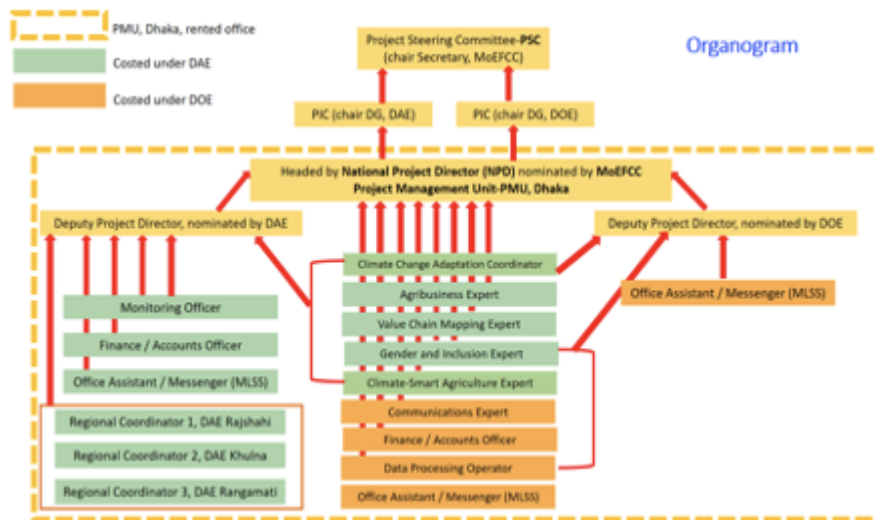 PMU, Dhaka, rented office
Costed under DAE
Costed under DOE
Organogram
Project Steering Committee-PSC
(chair Secretary, MoEFCC)
PIC (chair DG, DAE)
PIC (chair DG, DOE)
Headed by National Project Director (NPD) nominated by MoEFCC
Project Management Unit-PMU, Dhaka
Deputy Project Director, nominated by DAE
Deputy Project Director, nominated by DOE
Climate Change Adaptation Coordinator
Agribusiness Expert
Value Chain Mapping Expert
Gender and Inclusion Expert
Climate-Smart Agriculture Expert
Communications Expert
Finance / Accounts Officer
Data Processing Operator
Office Assistant / Messenger (MLSS)
Office Assistant / Messenger (MLSS)
Monitoring Officer
Finance / Accounts Officer
Office Assistant / Messenger (MLSS)
Regional Coordinator 1, DAE Rajshahi
Regional Coordinator 2, DAE Khulna
Regional Coordinator 3, DAE Rangamati